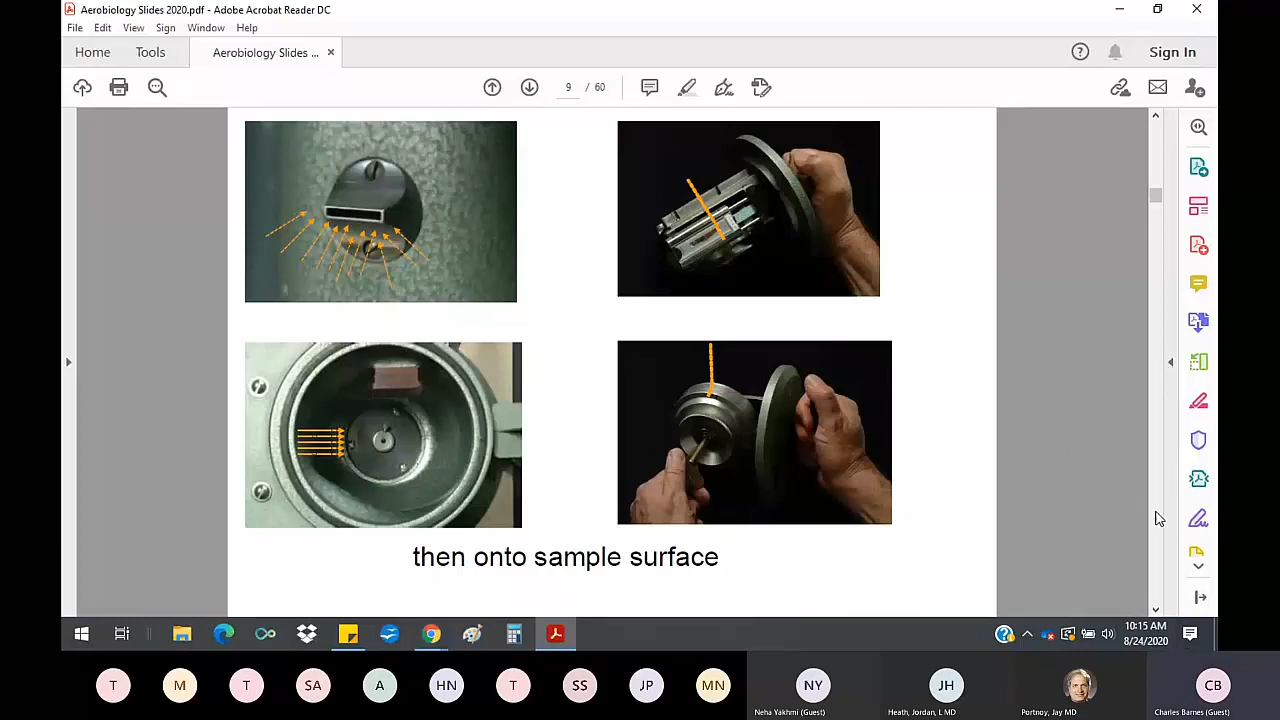 Aerobiology Slides 2020.pdf - Adobe Acrobat Reader DC
File Edit View Sign Window Help
Home Tools Aerobiology Slides ... × Sign In
9 / 60
then onto sample surface
10:15 AM
8/24/2020
T M T SA A HN T SS JP MN NY JH CB
Neha Yakhmi (Guest) Heath, Jordan, L MD Portnoy, Jay MD Charles Barnes (Guest)